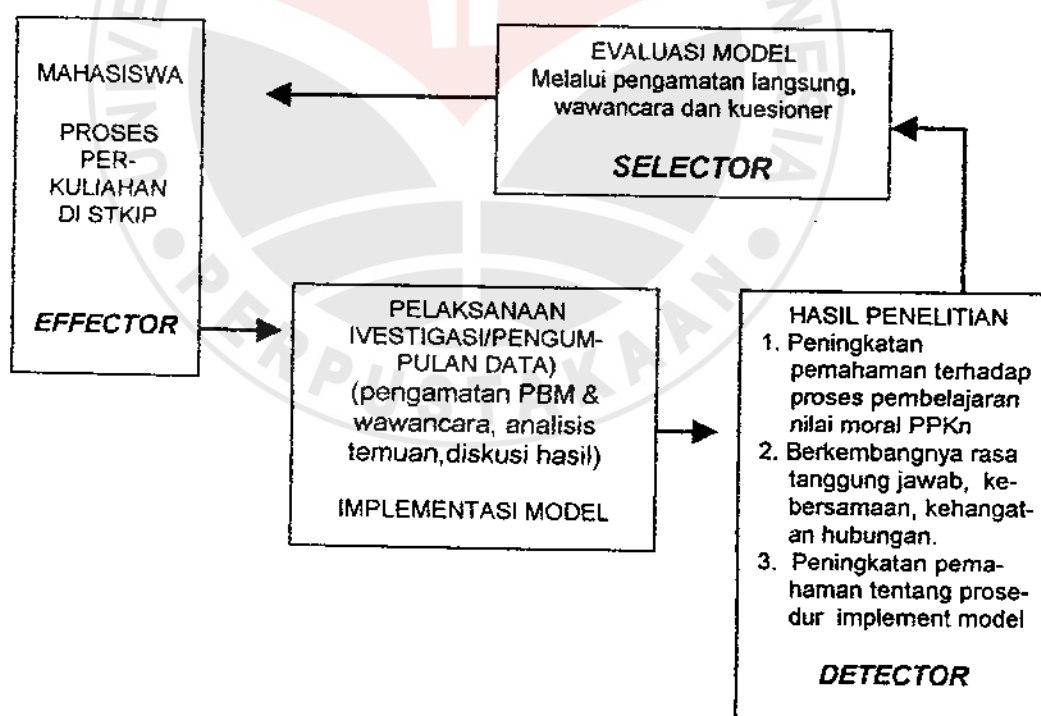 MAHASISWA
PROSES
PER-
KULIAHAN
DI STKIP
EFFECTOR
EVALUASI MODEL
Melalui pengamatan langsung,
wawancara dan kuesioner
SELECTOR
PELAKSANAAN
IVESTIGASI/PENGUM-
PULAN DATA)
(pengamatan PBM &
wawancara, analisis
temuan,diskusi hasil)
IMPLEMENTASI MODEL
HASIL PENELITIAN
1. Peningkatan
pemahaman terhadap
proses pembelajaran
nilai moral PPKn
2. Berkembangnya rasa
tanggung jawab, ke-
bersamaan, kehangat-
an hubungan.
3. Peningkatan pema-
haman tentang prose-
dur implement model
DETECTOR
PERPUSTAKAAN